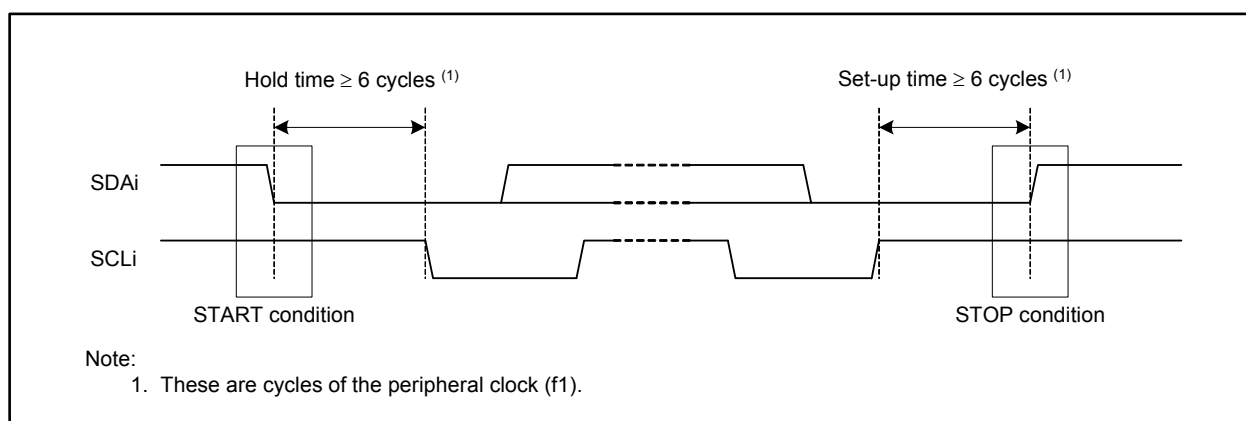 Hold time ≥ 6 cycles (1)
Set-up time ≥ 6 cycles (1)
SDAi
SCLi
START condition
STOP condition
Note:
1. These are cycles of the peripheral clock (f1).